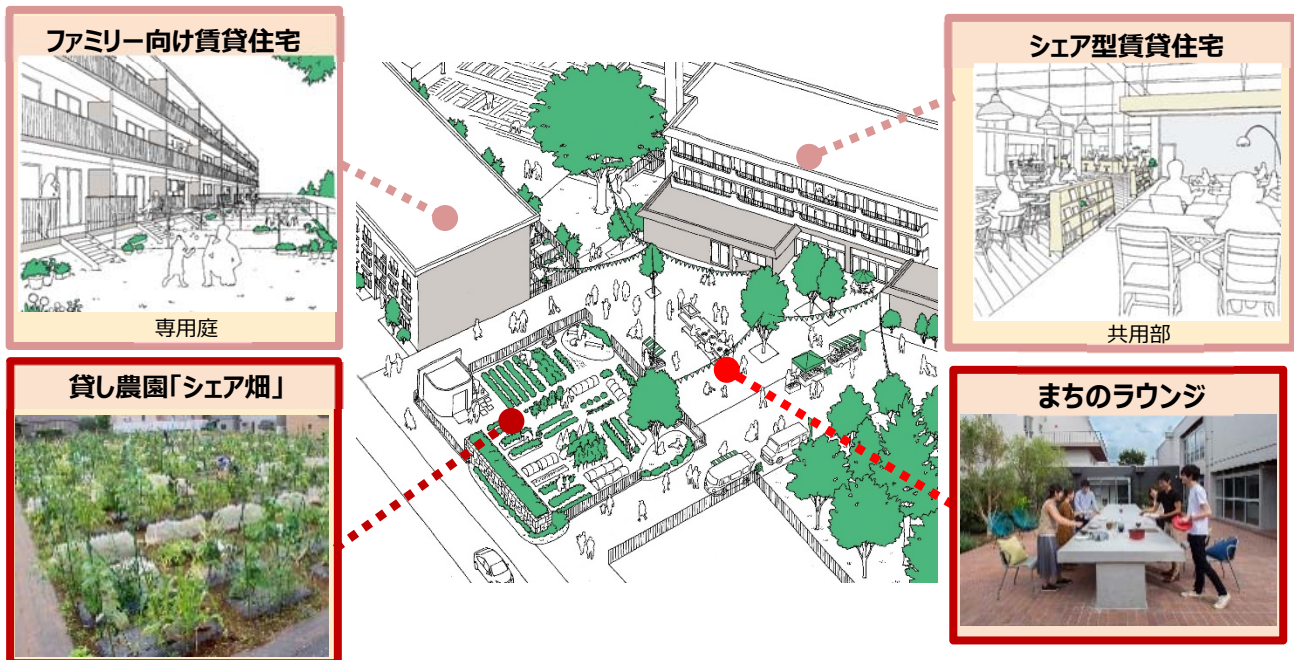 ファミリー向け賃貸住宅
専用庭
シェア型賃貸住宅
共用部
貸し農園「シェア畑」
まちのラウンジ